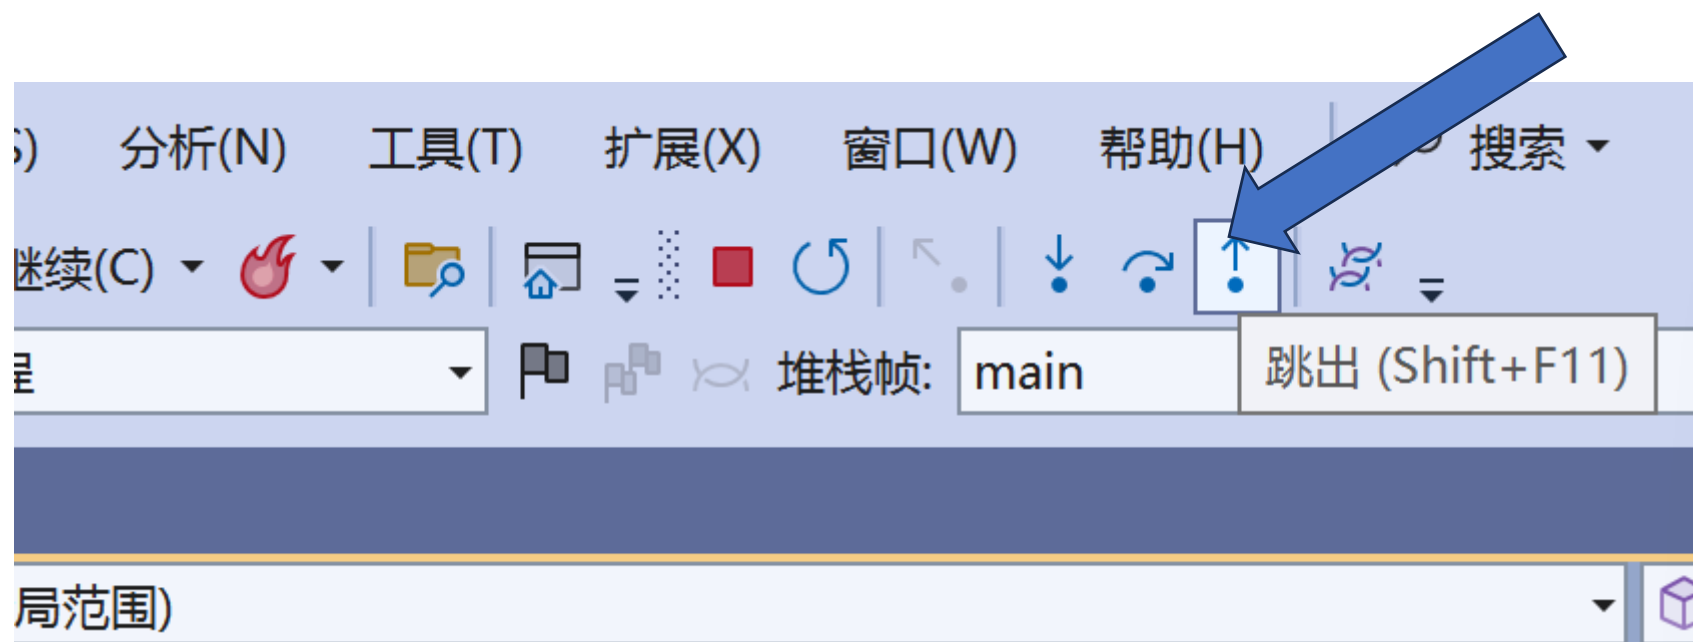 S) 分析(N) 工具(T) 扩展(X) 窗口(W) 帮助(H) 搜索
继续(C)
程 堆栈帧: main 跳出 (Shift+F11)
局范围)